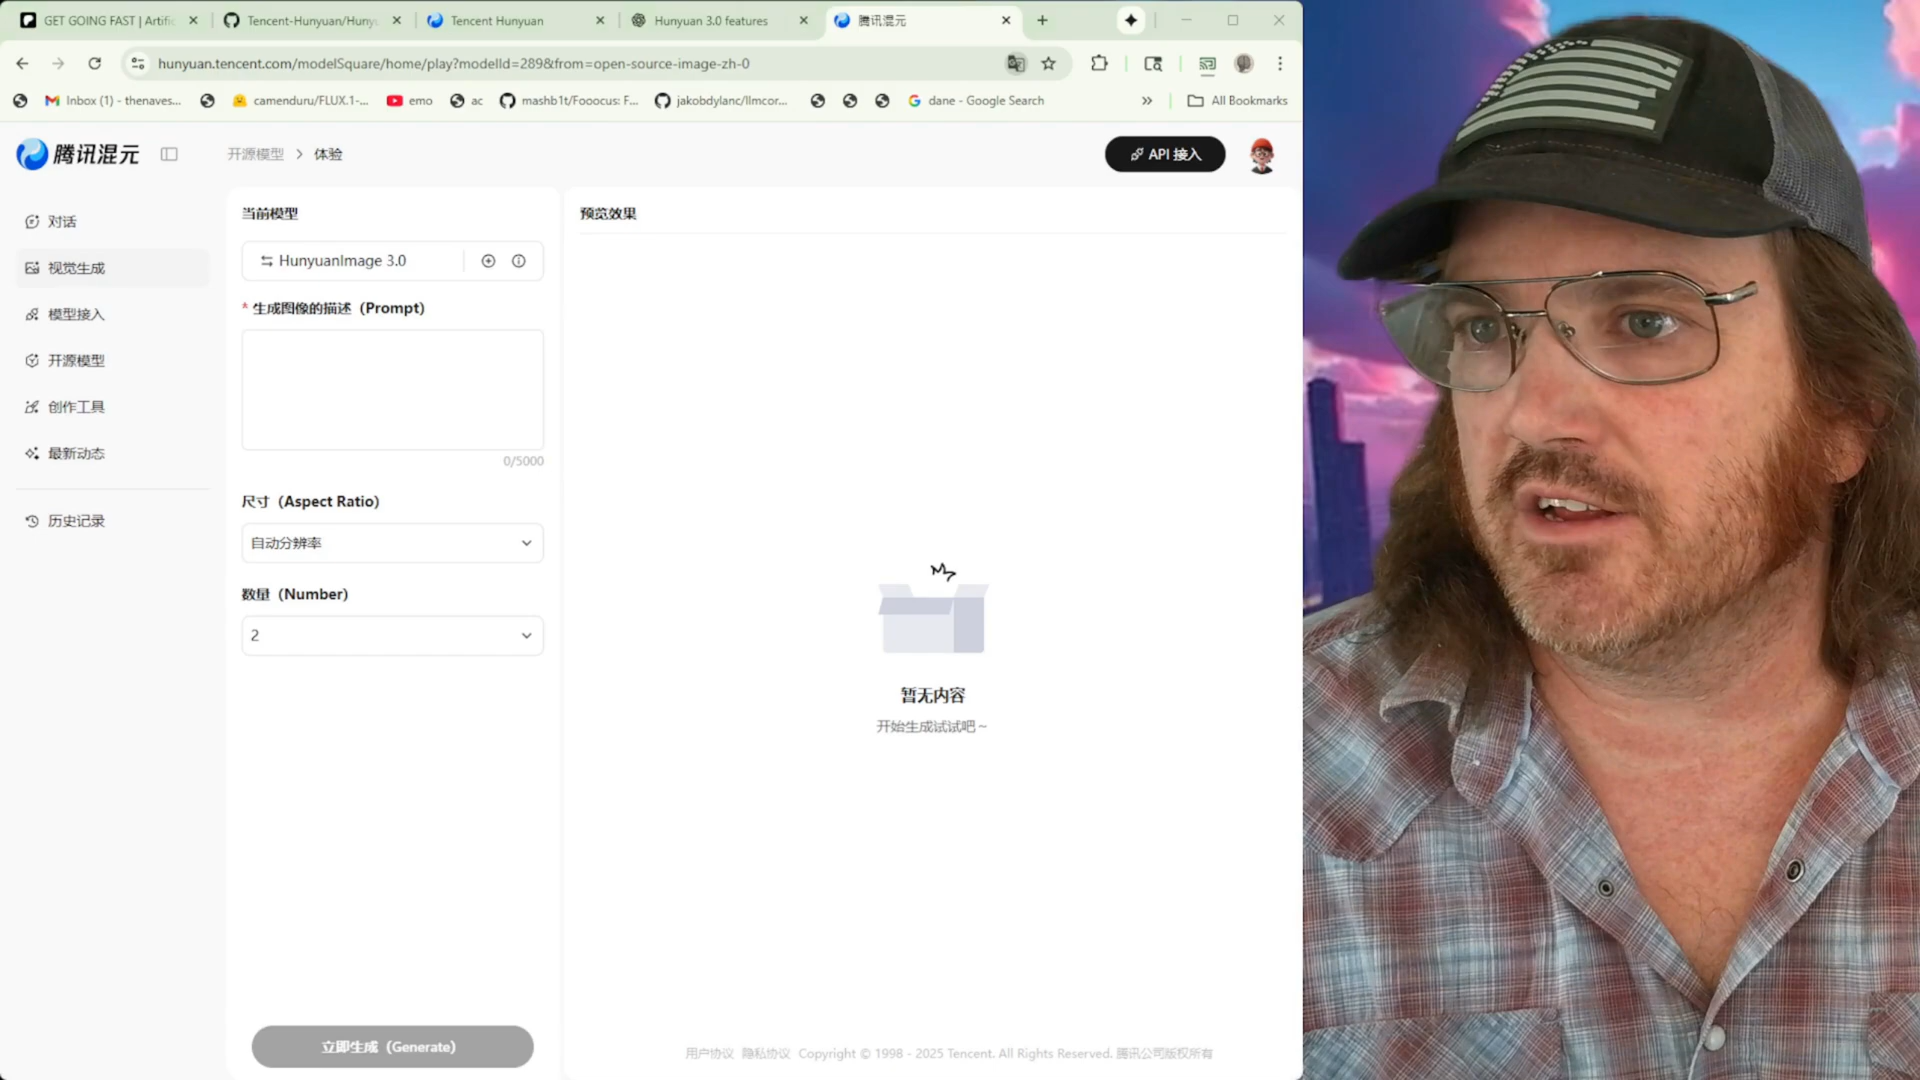 GET GOING FAST | Artific
Tencent-Hunyuan/Huny
Tencent Hunyuan
Hunyuan 3.0 features
腾讯混元
hunyuan.tencent.com/modelSquare/home/play?modelId=289&from=open-source-image-zh-0
Inbox (1) - thenaves...
camenduru/FLUX.1-...
emo
ac
mashb1t/Fooocus: F...
jakobdylanc/llmcor...
dane - Google Search
All Bookmarks
腾讯混元
开源模型 > 体验
API 接入
对话
视觉生成
模型接入
开源模型
创作工具
最新动态
历史记录
当前模型
HunyuanImage 3.0
* 生成图像的描述（Prompt）
0/5000
尺寸（Aspect Ratio）
自动分辨率
数量（Number）
2
立即生成（Generate）
预览效果
暂无内容
开始生成试试吧～
用户协议 隐私协议 Copyright © 1998 - 2025 Tencent. All Rights Reserved. 腾讯公司版权所有